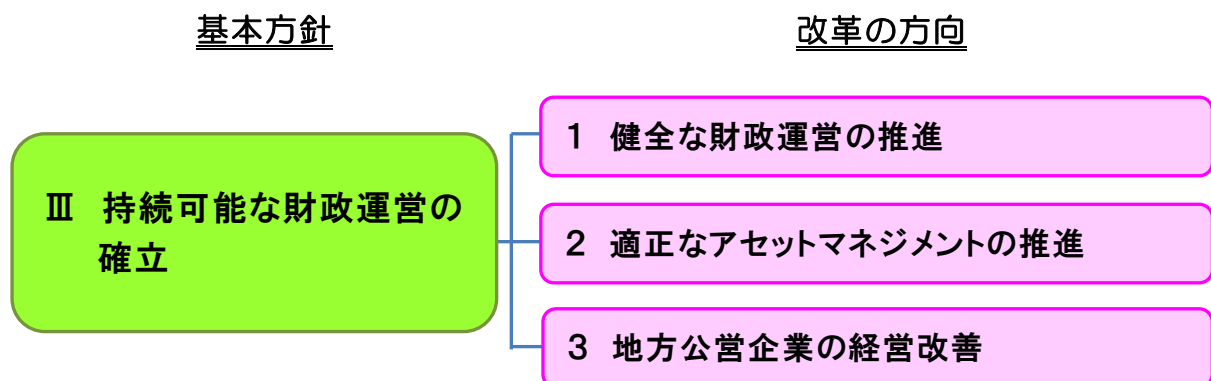 基本方針
改革の方向
Ⅲ 持続可能な財政運営の
確立
1 健全な財政運営の推進
2 適正なアセットマネジメントの推進
3 地方公営企業の経営改善